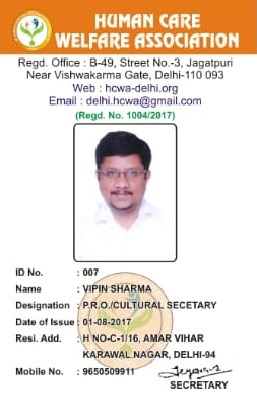 HUMAN CARE
WELFARE ASSOCIATION
Regd. Office : B-49, Street No.-3, Jagatpuri
Near Vishwakarma Gate, Delhi-110 093
Web : hcwa-delhi.org
Email : delhi.hcwa@gmail.com
(Regd. No. 1004/2017)
ID No. : 007
Name : VIPIN SHARMA
Designation : P.R.O./CULTURAL SECETARY
Date of Issue : 01-08-2017
Resi. Add. : H NO-C-1/16, AMAR VIHAR
KARAWAL NAGAR, DELHI-94
Mobile No. : 9650509911
SECRETARY